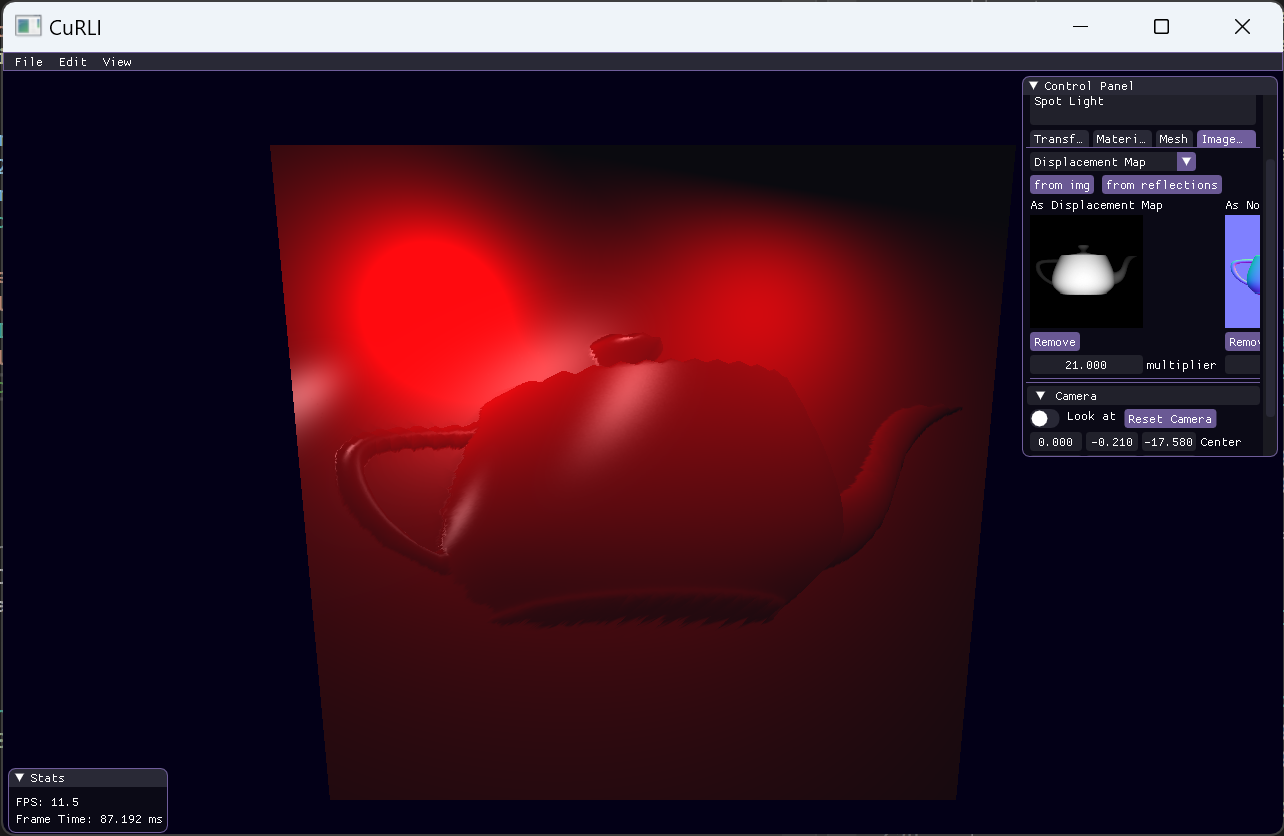 CuRLI
File Edit View
Control Panel
Spot Light
Transf… Materi… Mesh Image…
Displacement Map
from img from reflections
As Displacement Map As No
Remove Remov
21.000 multiplier
Camera
Look at Reset Camera
0.000 -0.210 -17.580 Center
Stats
FPS: 11.5
Frame Time: 87.192 ms